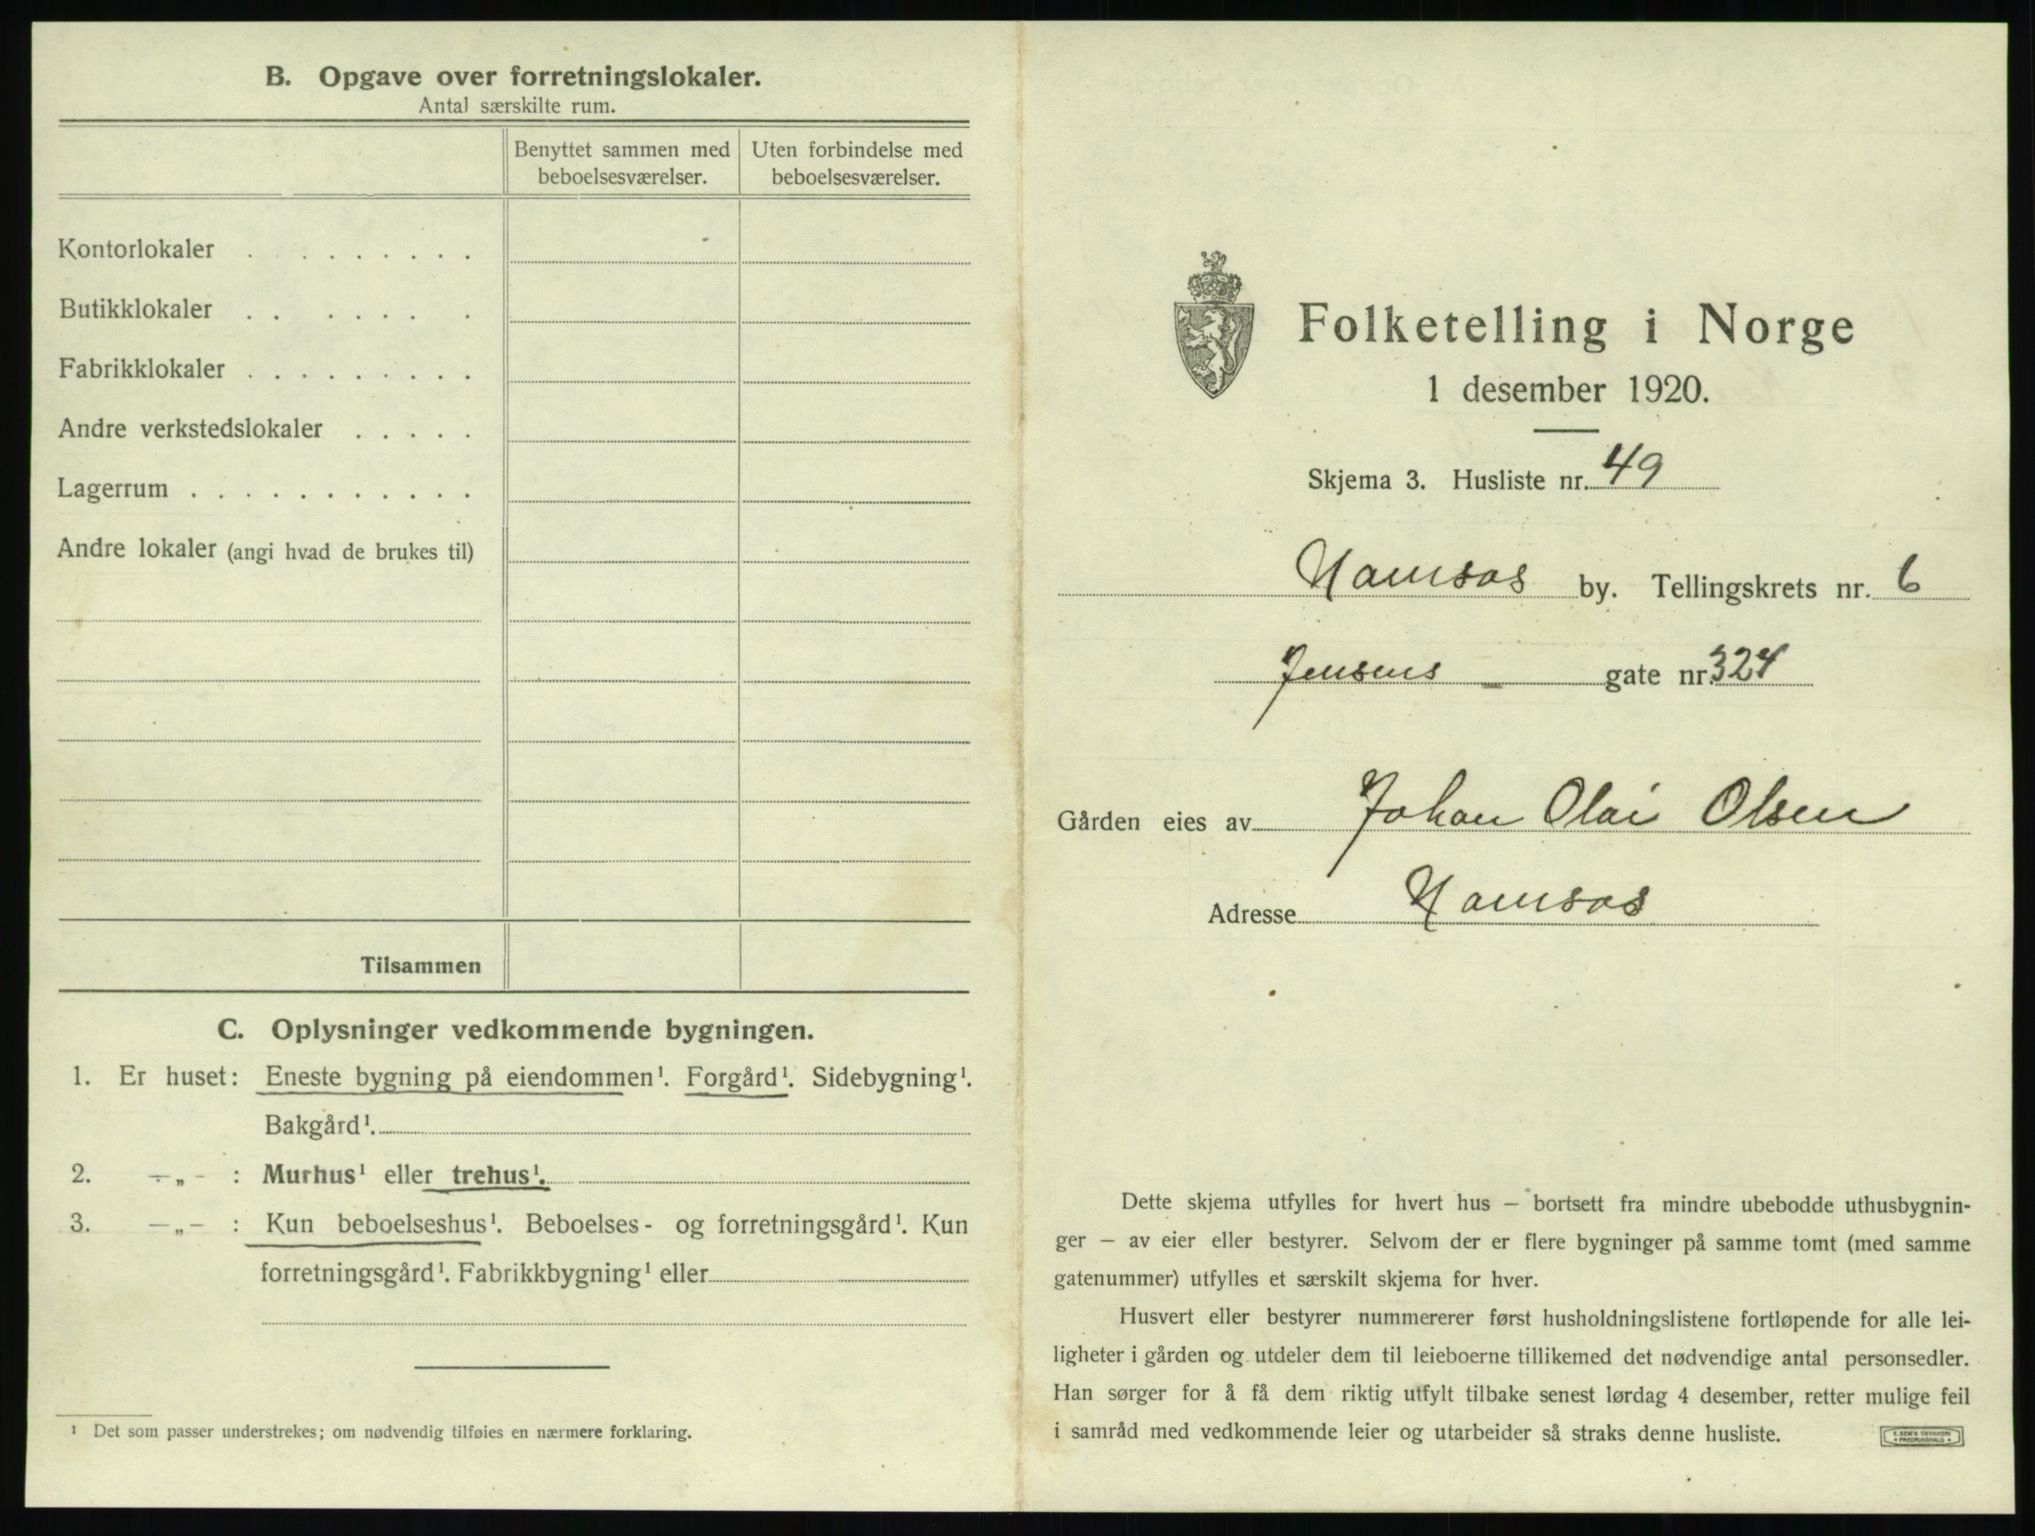 B. Opgave over forretningslokaler.
Antal særskilte rum.
Benyttet sammen med beboelsesværelser.
Uten forbindelse med beboelsesværelser.
Kontorlokaler . . . . . . . . .
Butikklokaler . . . . . . .
Fabrikklokaler . . . . . . . . .
Andre verkstedslokaler . . . . .
Lagerrum . . . . . . . . . . .
Andre lokaler (angi hvad de brukes til)
Tilsammen
C. Oplysninger vedkommende bygningen.
1. Er huset: Eneste bygning på eiendommen¹. Forgård¹. Sidebygning¹.
Bakgård¹.
2. -„- : Murhus¹ eller trehus¹.
3. -„- : Kun beboelseshus¹. Beboelses- og forretningsgård¹. Kun
forretningsgård¹. Fabrikkbygning¹ eller
¹ Det som passer understrekes; om nødvendig tilføies en nærmere forklaring.
Folketelling i Norge
1 desember 1920.
Skjema 3. Husliste nr. 49
Namsos by. Tellingskrets nr. 6
Jensens gate nr. 324
Gården eies av Johan Olai Olsen
Adresse Namsos
Dette skjema utfylles for hvert hus – bortsett fra mindre ubebodde uthusbygnin-
ger – av eier eller bestyrer. Selvom der er flere bygninger på samme tomt (med samme
gatenummer) utfylles et særskilt skjema for hver.
Husvert eller bestyrer nummererer først husholdningslistene fortløpende for alle lei-
ligheter i gården og utdeler dem til leieboerne tillikemed det nødvendige antal personsedler.
Han sørger for å få dem riktig utfylt tilbake senest lørdag 4 desember, retter mulige feil
i samråd med vedkommende leier og utarbeider så straks denne husliste.